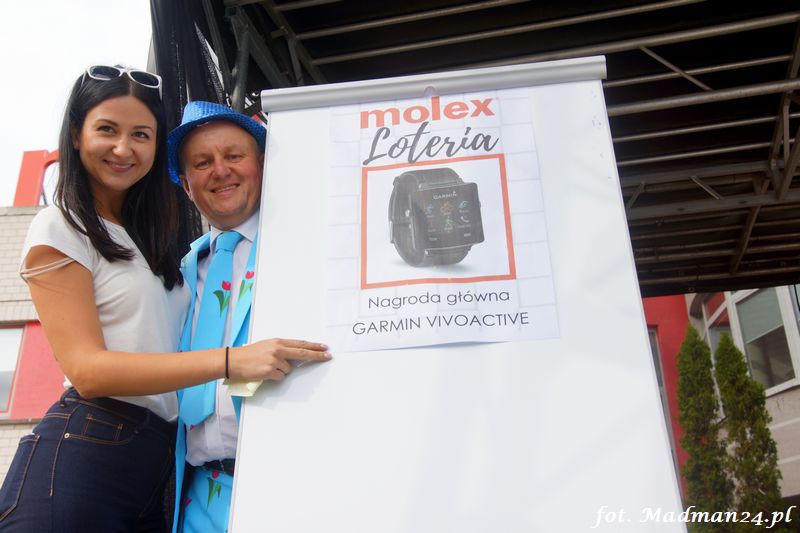 molex
Loteria
GARMIN
Nagroda główna
GARMIN VIVOACTIVE
fot. Madman24.pl